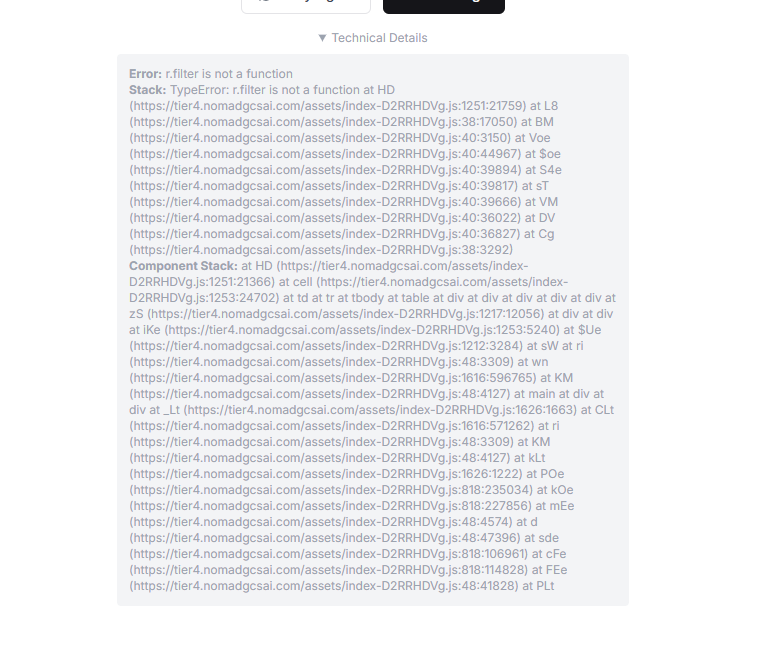 ▼ Technical Details
Error: r.filter is not a function
Stack: TypeError: r.filter is not a function at HD
(https://tier4.nomadgcsai.com/assets/index-D2RRHDVg.js:1251:21759) at L8
(https://tier4.nomadgcsai.com/assets/index-D2RRHDVg.js:38:17050) at BM
(https://tier4.nomadgcsai.com/assets/index-D2RRHDVg.js:40:3150) at Voe
(https://tier4.nomadgcsai.com/assets/index-D2RRHDVg.js:40:44967) at $oe
(https://tier4.nomadgcsai.com/assets/index-D2RRHDVg.js:40:39894) at S4e
(https://tier4.nomadgcsai.com/assets/index-D2RRHDVg.js:40:39817) at sT
(https://tier4.nomadgcsai.com/assets/index-D2RRHDVg.js:40:39666) at VM
(https://tier4.nomadgcsai.com/assets/index-D2RRHDVg.js:40:36022) at DV
(https://tier4.nomadgcsai.com/assets/index-D2RRHDVg.js:40:36827) at Cg
(https://tier4.nomadgcsai.com/assets/index-D2RRHDVg.js:38:3292)
Component Stack: at HD (https://tier4.nomadgcsai.com/assets/index-
D2RRHDVg.js:1251:21366) at cell (https://tier4.nomadgcsai.com/assets/index-
D2RRHDVg.js:1253:24702) at td at tr at tbody at table at div at div at div at div at div at
zS (https://tier4.nomadgcsai.com/assets/index-D2RRHDVg.js:1217:12056) at div at div
at iKe (https://tier4.nomadgcsai.com/assets/index-D2RRHDVg.js:1253:5240) at $Ue
(https://tier4.nomadgcsai.com/assets/index-D2RRHDVg.js:1212:3284) at sW at ri
(https://tier4.nomadgcsai.com/assets/index-D2RRHDVg.js:48:3309) at wn
(https://tier4.nomadgcsai.com/assets/index-D2RRHDVg.js:1616:596765) at KM
(https://tier4.nomadgcsai.com/assets/index-D2RRHDVg.js:48:4127) at main at div at
div at _Lt (https://tier4.nomadgcsai.com/assets/index-D2RRHDVg.js:1626:1663) at CLt
(https://tier4.nomadgcsai.com/assets/index-D2RRHDVg.js:1616:571262) at ri
(https://tier4.nomadgcsai.com/assets/index-D2RRHDVg.js:48:3309) at KM
(https://tier4.nomadgcsai.com/assets/index-D2RRHDVg.js:48:4127) at kLt
(https://tier4.nomadgcsai.com/assets/index-D2RRHDVg.js:1626:1222) at POe
(https://tier4.nomadgcsai.com/assets/index-D2RRHDVg.js:818:235034) at kOe
(https://tier4.nomadgcsai.com/assets/index-D2RRHDVg.js:818:227856) at mEe
(https://tier4.nomadgcsai.com/assets/index-D2RRHDVg.js:48:4574) at d
(https://tier4.nomadgcsai.com/assets/index-D2RRHDVg.js:48:47396) at sde
(https://tier4.nomadgcsai.com/assets/index-D2RRHDVg.js:818:106961) at cFe
(https://tier4.nomadgcsai.com/assets/index-D2RRHDVg.js:818:114828) at FEe
(https://tier4.nomadgcsai.com/assets/index-D2RRHDVg.js:48:41828) at PLt